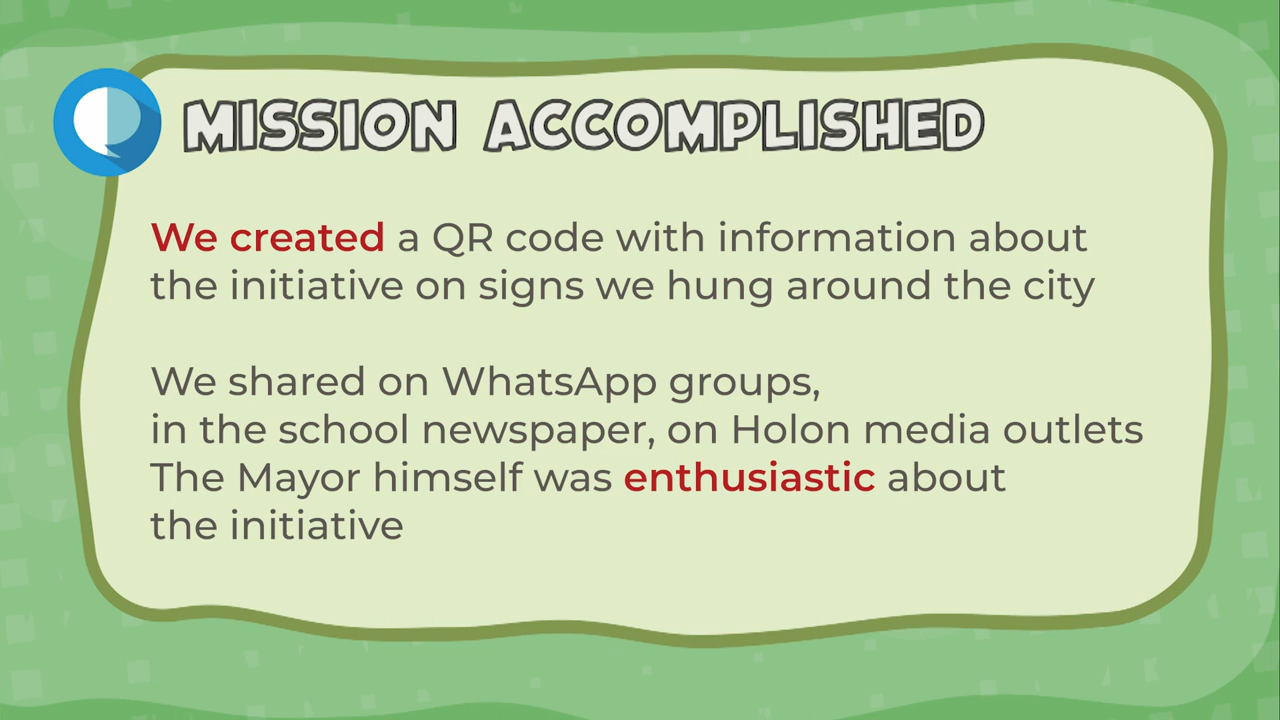 MISSION ACCOMPLISHED
We created a QR code with information about
the initiative on signs we hung around the city
We shared on WhatsApp groups,
in the school newspaper, on Holon media outlets
The Mayor himself was enthusiastic about
the initiative